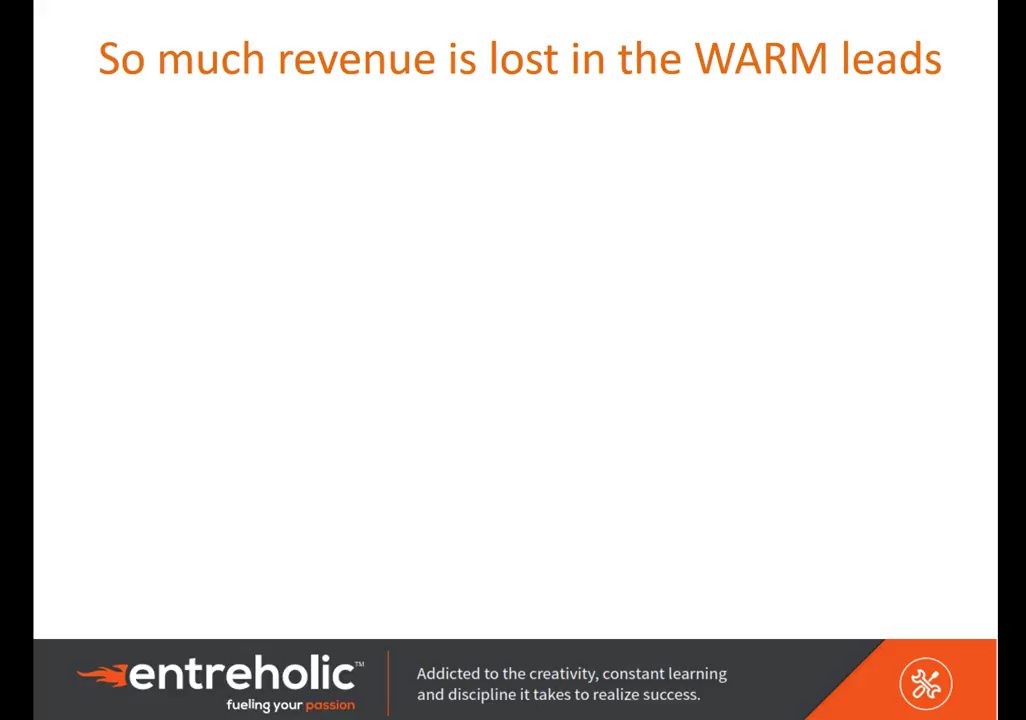 So much revenue is lost in the WARM leads
entreholic™
fueling your passion
Addicted to the creativity, constant learning
and discipline it takes to realize success.